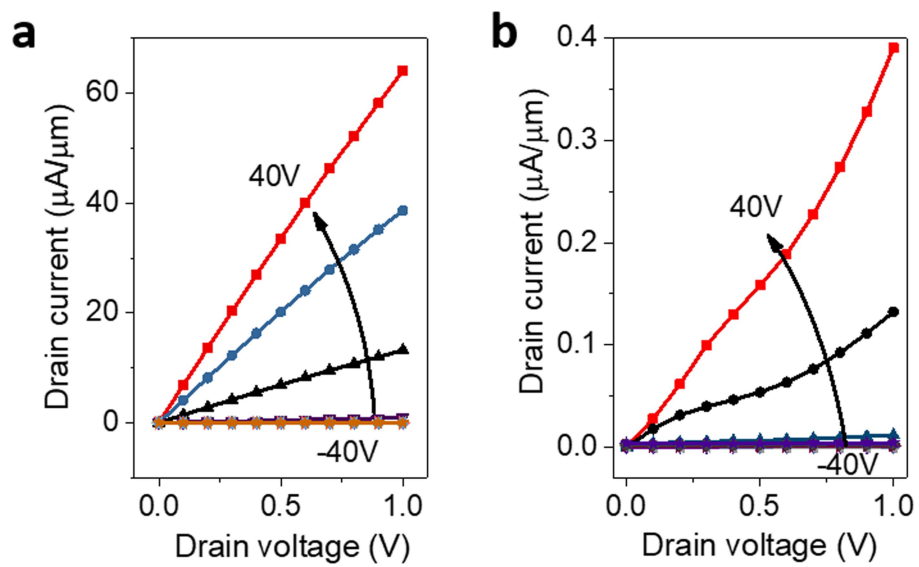 a
Drain current (μA/μm)
60
40
20
0
40V
-40V
0.0 0.5 1.0
Drain voltage (V)
b
Drain current (μA/μm)
0.4
0.3
0.2
0.1
0.0
40V
-40V
0.0 0.5 1.0
Drain voltage (V)